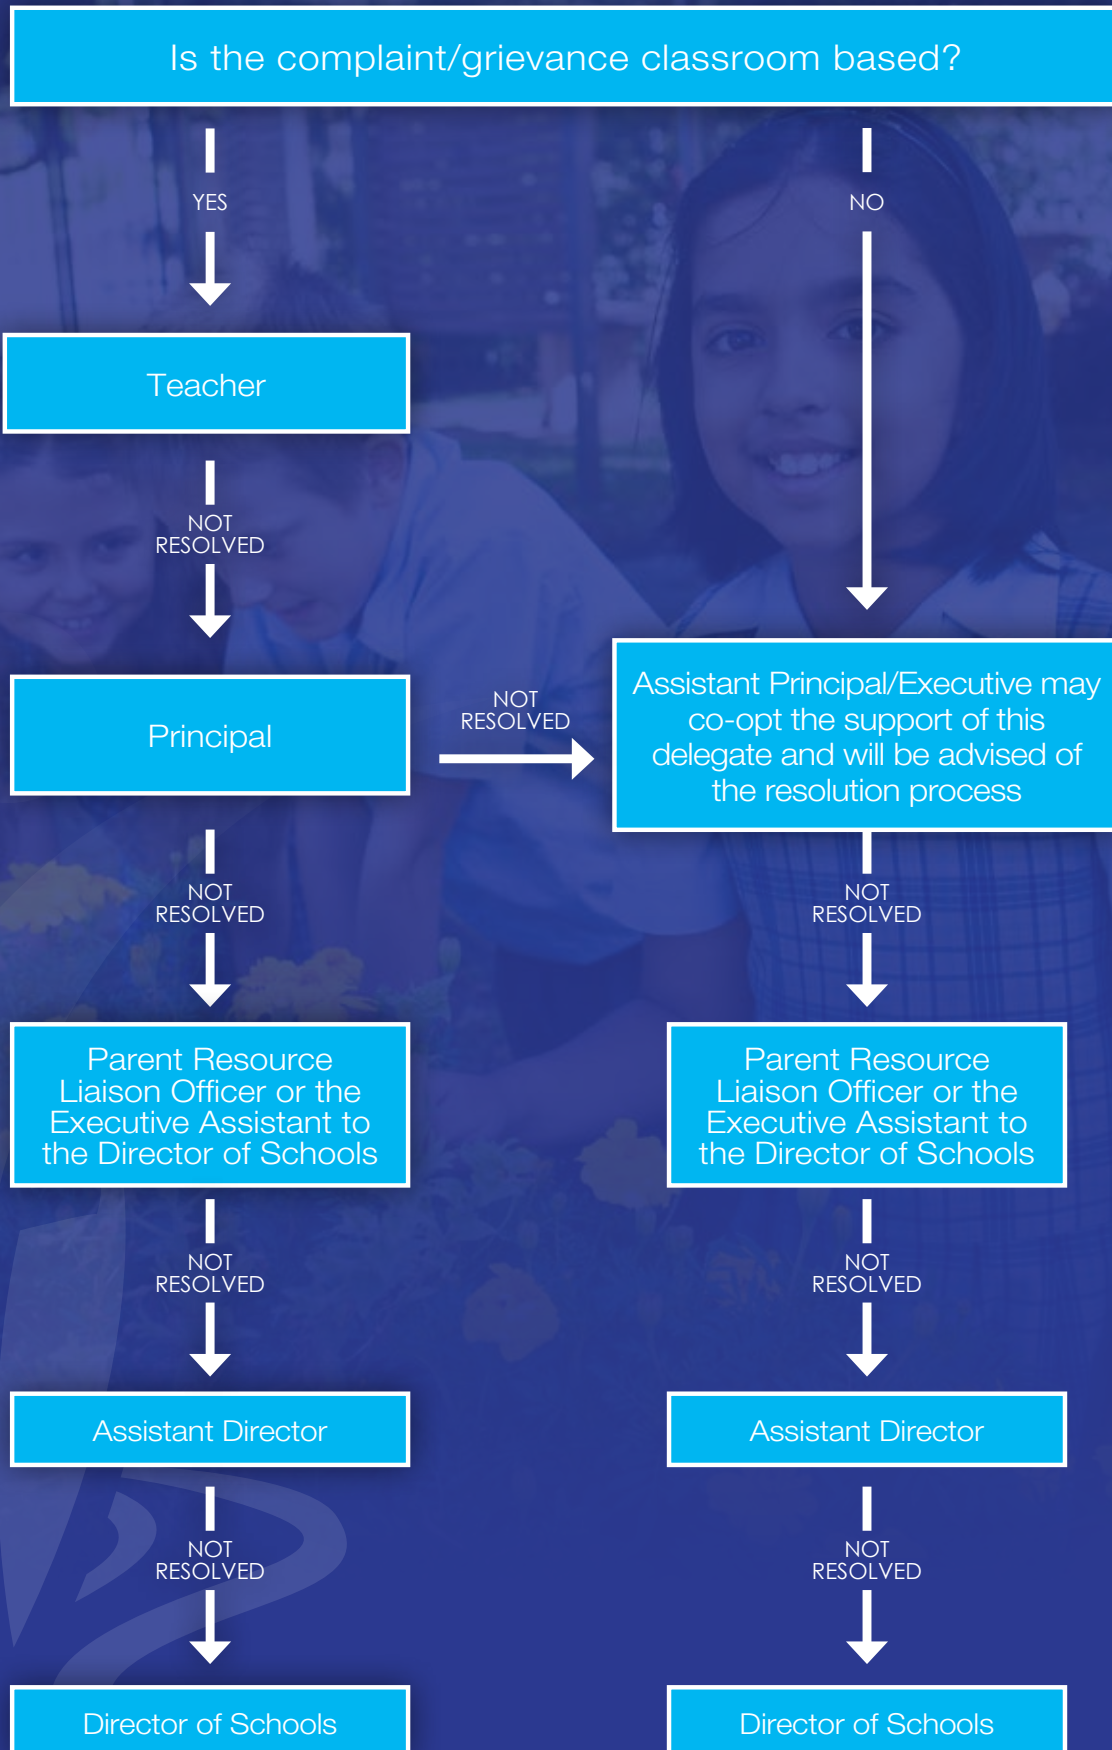 Is the complaint/grievance classroom based?
YES
NO
Teacher
NOT
RESOLVED
Principal
NOT
RESOLVED
Assistant Principal/Executive may
co-opt the support of this
delegate and will be advised of
the resolution process
NOT
RESOLVED
NOT
RESOLVED
Parent Resource
Liaison Officer or the
Executive Assistant to
the Director of Schools
Parent Resource
Liaison Officer or the
Executive Assistant to
the Director of Schools
NOT
RESOLVED
NOT
RESOLVED
Assistant Director
Assistant Director
NOT
RESOLVED
NOT
RESOLVED
Director of Schools
Director of Schools